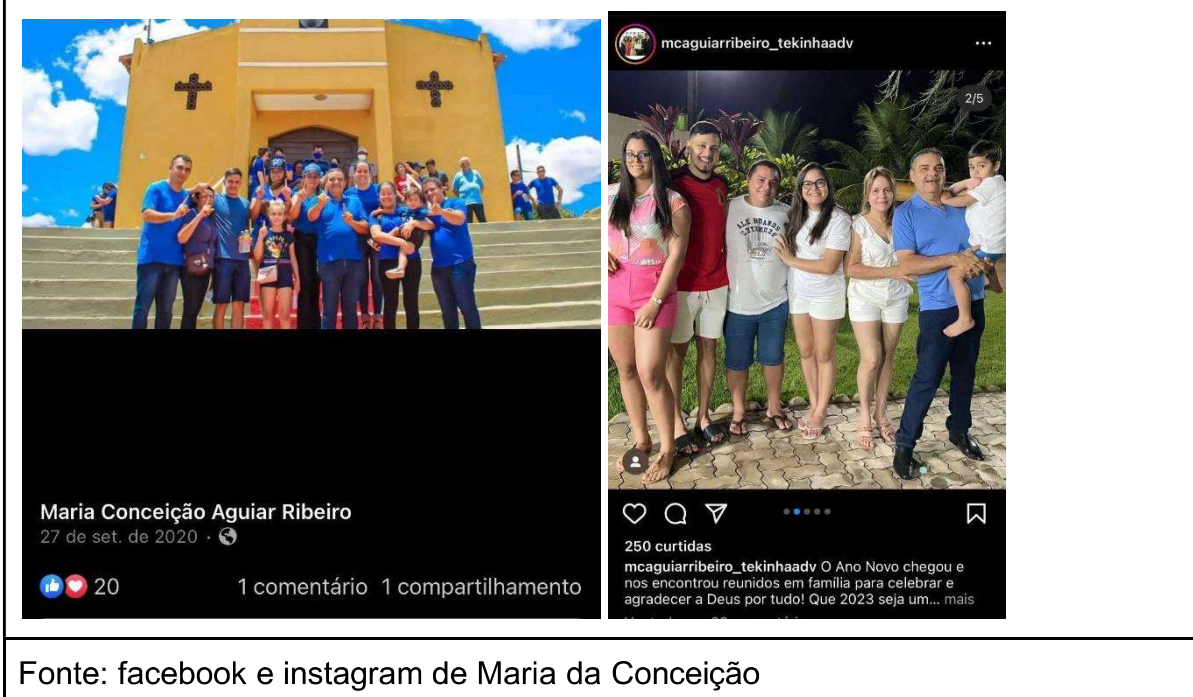 Maria Conceição Aguiar Ribeiro
27 de set. de 2020 ·
20
1 comentário 1 compartilhamento
mcaguiarribeiro_tekinhaadv
2/5
250 curtidas
mcaguiarribeiro_tekinhaadv O Ano Novo chegou e
nos encontrou reunidos em família para celebrar e
agradecer a Deus por tudo! Que 2023 seja um... mais
Fonte: facebook e instagram de Maria da Conceição